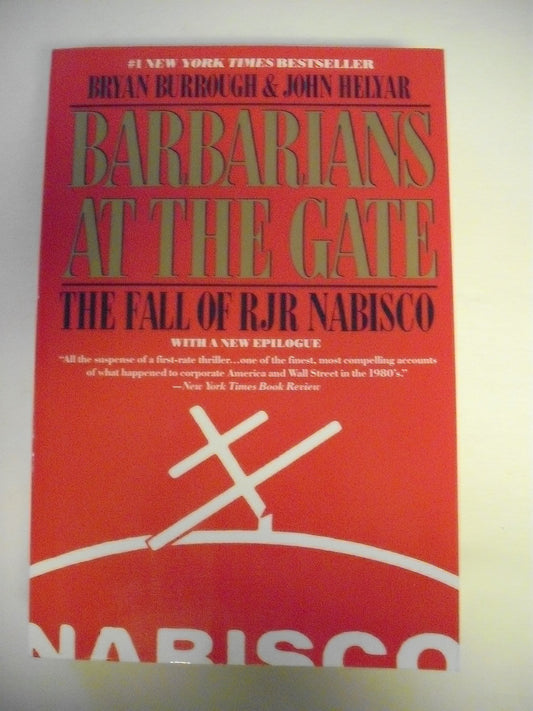 #1 NEW YORK TIMES BESTSELLER
BRYAN BURROUGH & JOHN HELYAR
BARBARIANS
AT THE GATE
THE FALL OF RJR NABISCO
WITH A NEW EPILOGUE
"All the suspense of a first-rate thriller...one of the finest, most compelling accounts
of what happened to corporate America and Wall Street in the 1980's."
—New York Times Book Review
NABISCO